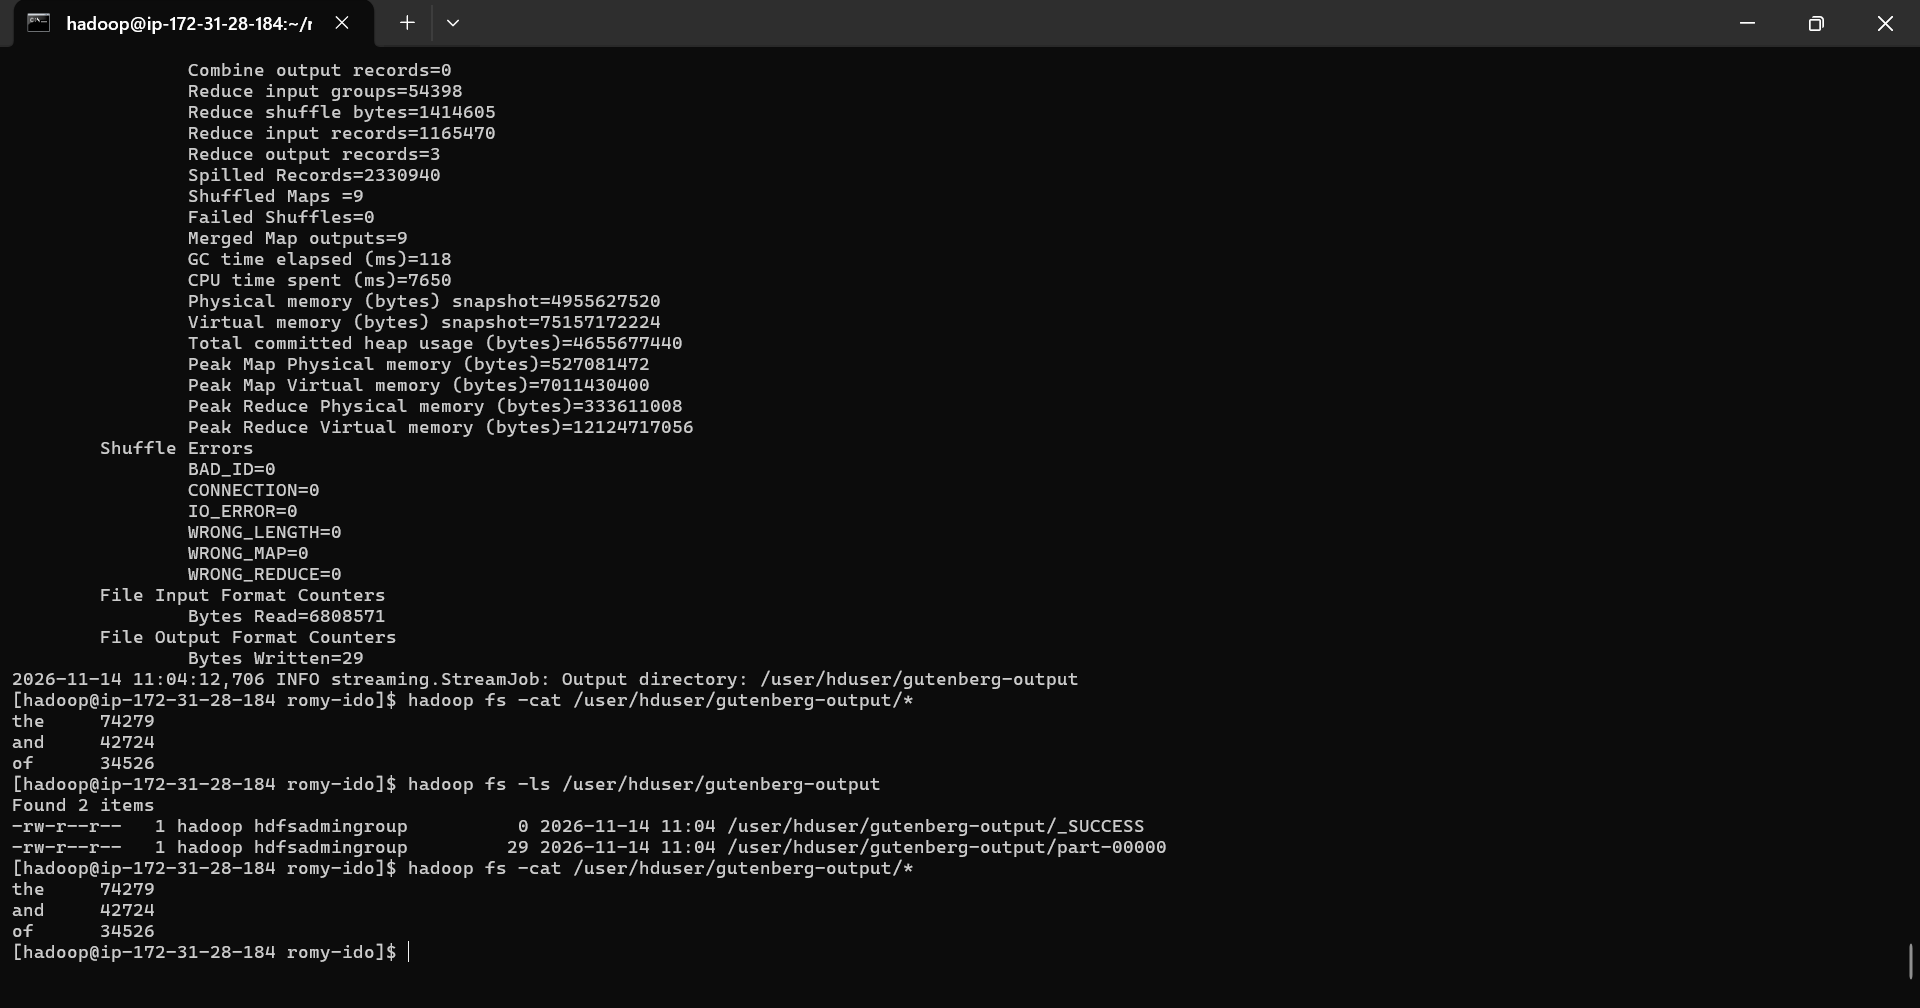 hadoop@ip-172-31-28-184:~/r
Combine output records=0
Reduce input groups=54398
Reduce shuffle bytes=1414605
Reduce input records=1165470
Reduce output records=3
Spilled Records=2330940
Shuffled Maps =9
Failed Shuffles=0
Merged Map outputs=9
GC time elapsed (ms)=118
CPU time spent (ms)=7650
Physical memory (bytes) snapshot=4955627520
Virtual memory (bytes) snapshot=75157172224
Total committed heap usage (bytes)=4655677440
Peak Map Physical memory (bytes)=527081472
Peak Map Virtual memory (bytes)=7011430400
Peak Reduce Physical memory (bytes)=333611008
Peak Reduce Virtual memory (bytes)=12124717056
Shuffle Errors
BAD_ID=0
CONNECTION=0
IO_ERROR=0
WRONG_LENGTH=0
WRONG_MAP=0
WRONG_REDUCE=0
File Input Format Counters
Bytes Read=6808571
File Output Format Counters
Bytes Written=29
2026-11-14 11:04:12,706 INFO streaming.StreamJob: Output directory: /user/hduser/gutenberg-output
[hadoop@ip-172-31-28-184 romy-ido]$ hadoop fs -cat /user/hduser/gutenberg-output/*
the 74279
and 42724
of 34526
[hadoop@ip-172-31-28-184 romy-ido]$ hadoop fs -ls /user/hduser/gutenberg-output
Found 2 items
-rw-r--r-- 1 hadoop hdfsadmingroup 0 2026-11-14 11:04 /user/hduser/gutenberg-output/_SUCCESS
-rw-r--r-- 1 hadoop hdfsadmingroup 29 2026-11-14 11:04 /user/hduser/gutenberg-output/part-00000
[hadoop@ip-172-31-28-184 romy-ido]$ hadoop fs -cat /user/hduser/gutenberg-output/*
the 74279
and 42724
of 34526
[hadoop@ip-172-31-28-184 romy-ido]$